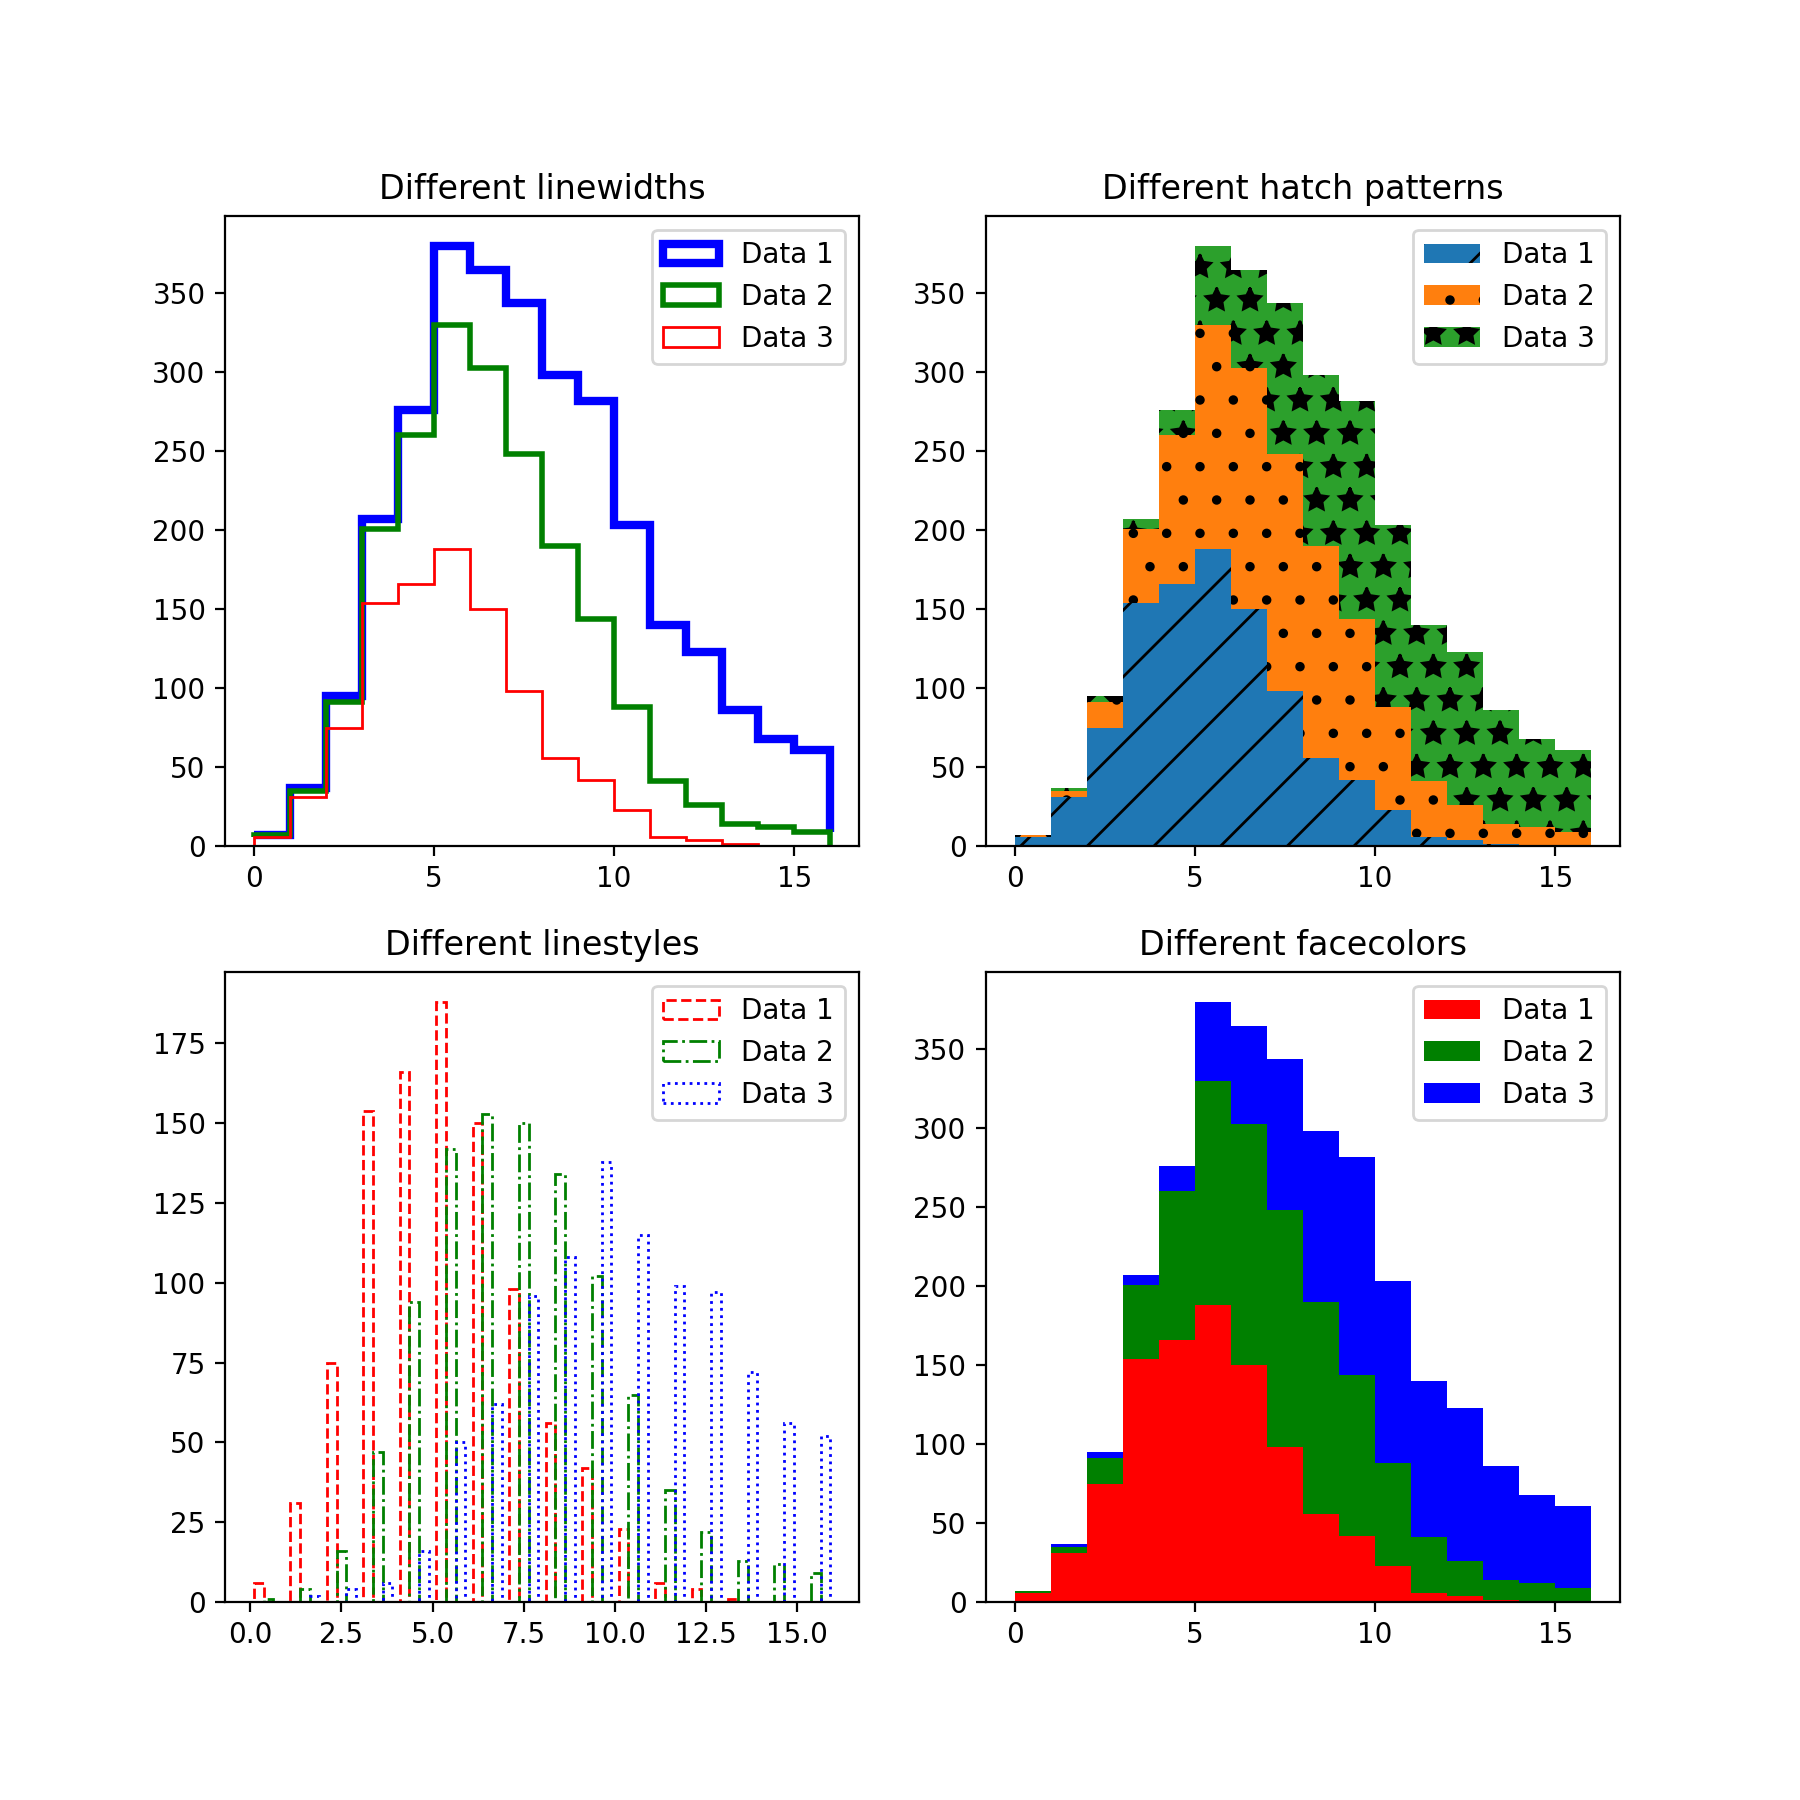 Different linewidths
350
300
250
200
150
100
50
0
0 5 10 15
Data 1
Data 2
Data 3
Different hatch patterns
350
300
250
200
150
100
50
0
0 5 10 15
Data 1
Data 2
Data 3
Different linestyles
175
150
125
100
75
50
25
0
0.0 2.5 5.0 7.5 10.0 12.5 15.0
Data 1
Data 2
Data 3
Different facecolors
350
300
250
200
150
100
50
0
0 5 10 15
Data 1
Data 2
Data 3